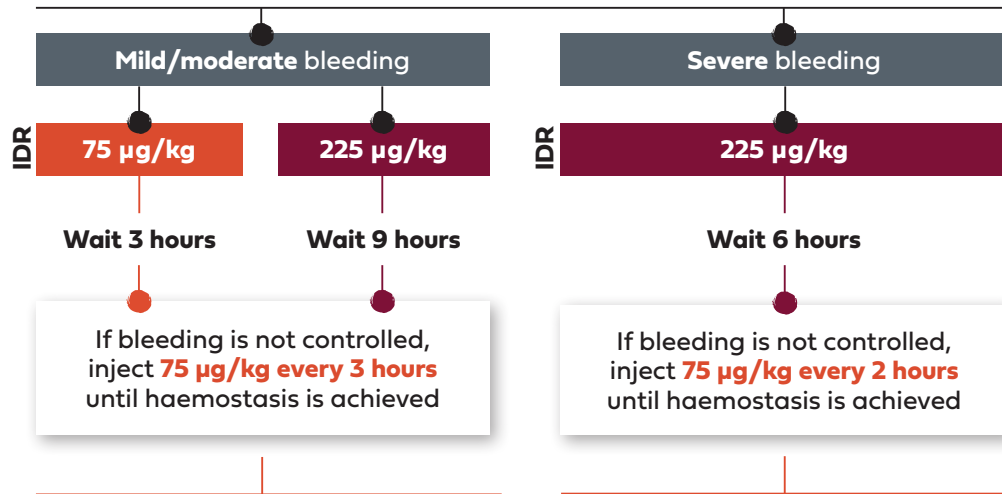 Mild/moderate bleeding
IDR
75 µg/kg
225 µg/kg
Wait 3 hours
Wait 9 hours
If bleeding is not controlled,
inject 75 µg/kg every 3 hours
until haemostasis is achieved
Severe bleeding
IDR
225 µg/kg
Wait 6 hours
If bleeding is not controlled,
inject 75 µg/kg every 2 hours
until haemostasis is achieved